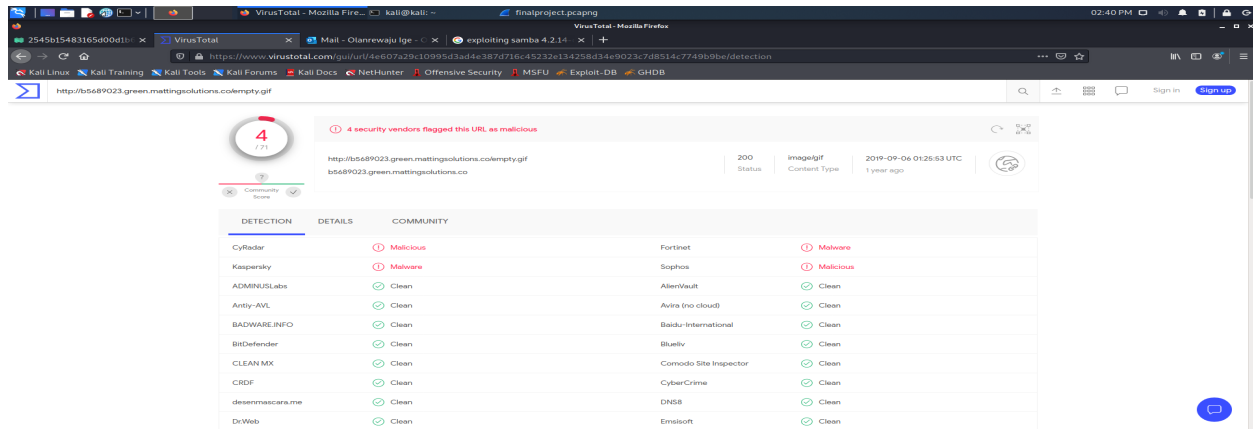 VirusTotal - Mozilla Fire... kali@kali: ~ finalproject.pcapng 02:40 PM
VirusTotal - Mozilla Firefox
2545b15483165d00d1b VirusTotal Mail - Olanrewaju Ige - exploiting samba 4.2.14-
https://www.virustotal.com/gui/url/4e607a29c10995d3ad4e387d716c45232e134258d34e9023c7d8514c7749b9be/detection
Kali Linux Kali Training Kali Tools Kali Forums Kali Docs NetHunter Offensive Security MSFU Exploit-DB GHDB
http://b5689023.green.mattingsolutions.co/empty.gif Sign in Sign up
4
/ 71
4 security vendors flagged this URL as malicious
http://b5689023.green.mattingsolutions.co/empty.gif
b5689023.green.mattingsolutions.co
200
Status
image/gif
Content Type
2019-09-06 01:25:53 UTC
1 year ago
?
Community
Score
DETECTION DETAILS COMMUNITY
CyRadar Malicious Fortinet Malware
Kaspersky Malware Sophos Malicious
ADMINUSLabs Clean AlienVault Clean
Antiy-AVL Clean Avira (no cloud) Clean
BADWARE.INFO Clean Baidu-International Clean
BitDefender Clean Blueliv Clean
CLEAN MX Clean Comodo Site Inspector Clean
CRDF Clean CyberCrime Clean
desenmascara.me Clean DNS8 Clean
Dr.Web Clean Emsisoft Clean